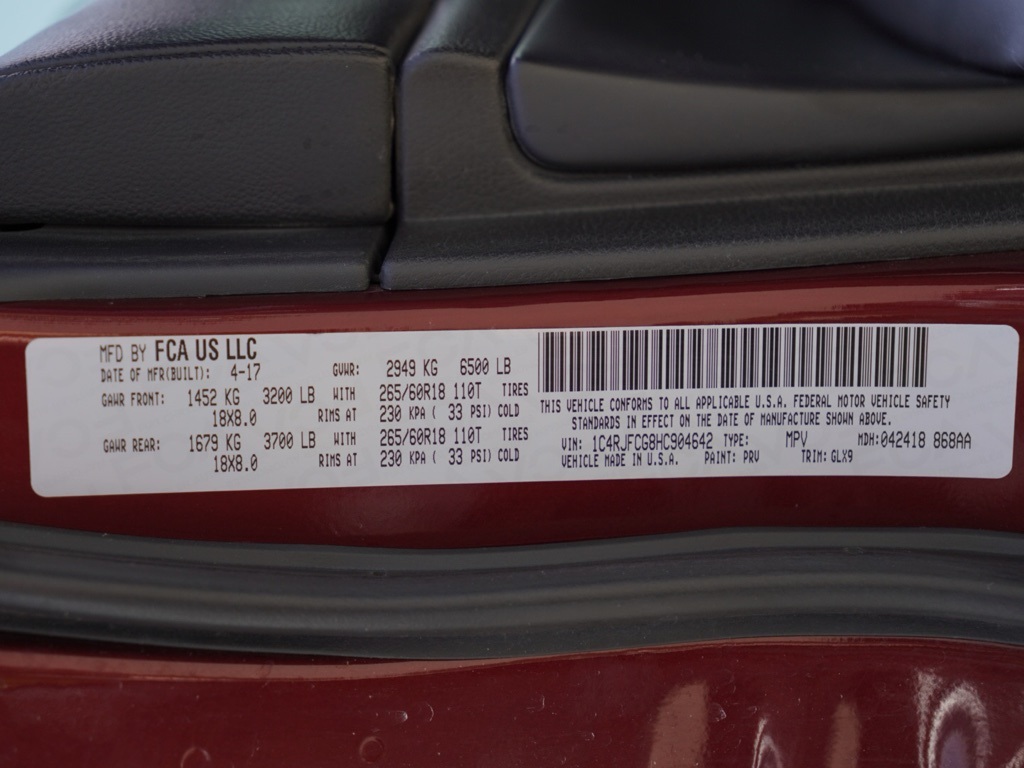 MFD BY FCA US LLC
DATE OF MFR(BUILT): 4-17 GVWR: 2949 KG 6500 LB
GAWR FRONT: 1452 KG 3200 LB WITH 265/60R18 110T TIRES
18X8.0 RIMS AT 230 KPA ( 33 PSI) COLD
GAWR REAR: 1679 KG 3700 LB WITH 265/60R18 110T TIRES
18X8.0 RIMS AT 230 KPA ( 33 PSI) COLD
THIS VEHICLE CONFORMS TO ALL APPLICABLE U.S.A. FEDERAL MOTOR VEHICLE SAFETY
STANDARDS IN EFFECT ON THE DATE OF MANUFACTURE SHOWN ABOVE.
VIN: 1C4RJFCG8HC904642 TYPE: MPV MDH: 042418 868AA
VEHICLE MADE IN U.S.A. PAINT: PRV TRIM: GLX9